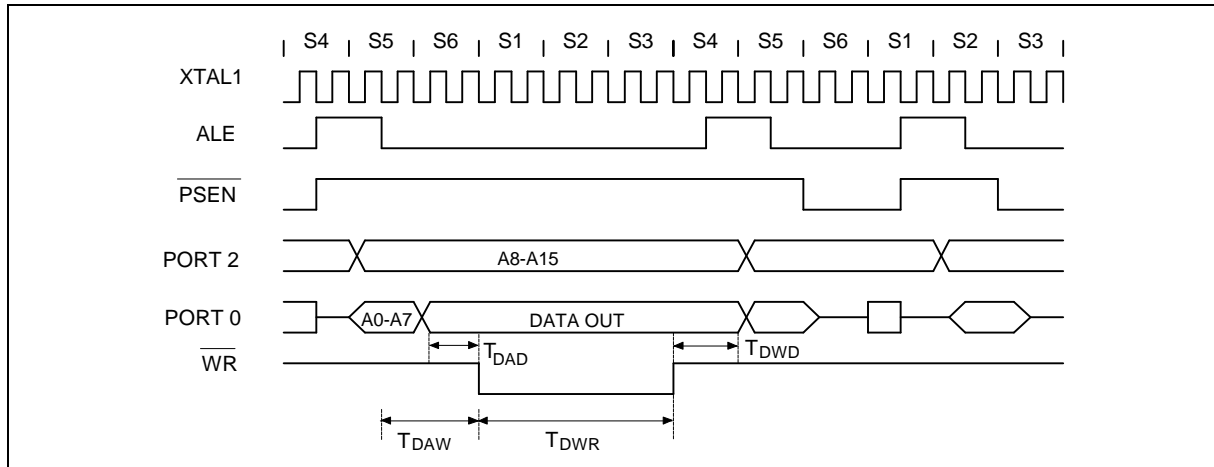 S4 S5 S6 S1 S2 S3 S4 S5 S6 S1 S2 S3
XTAL1
ALE
PSEN
PORT 2 A8-A15
PORT 0 A0-A7 DATA OUT
WR TDAD TDWD
TDAW TDWR